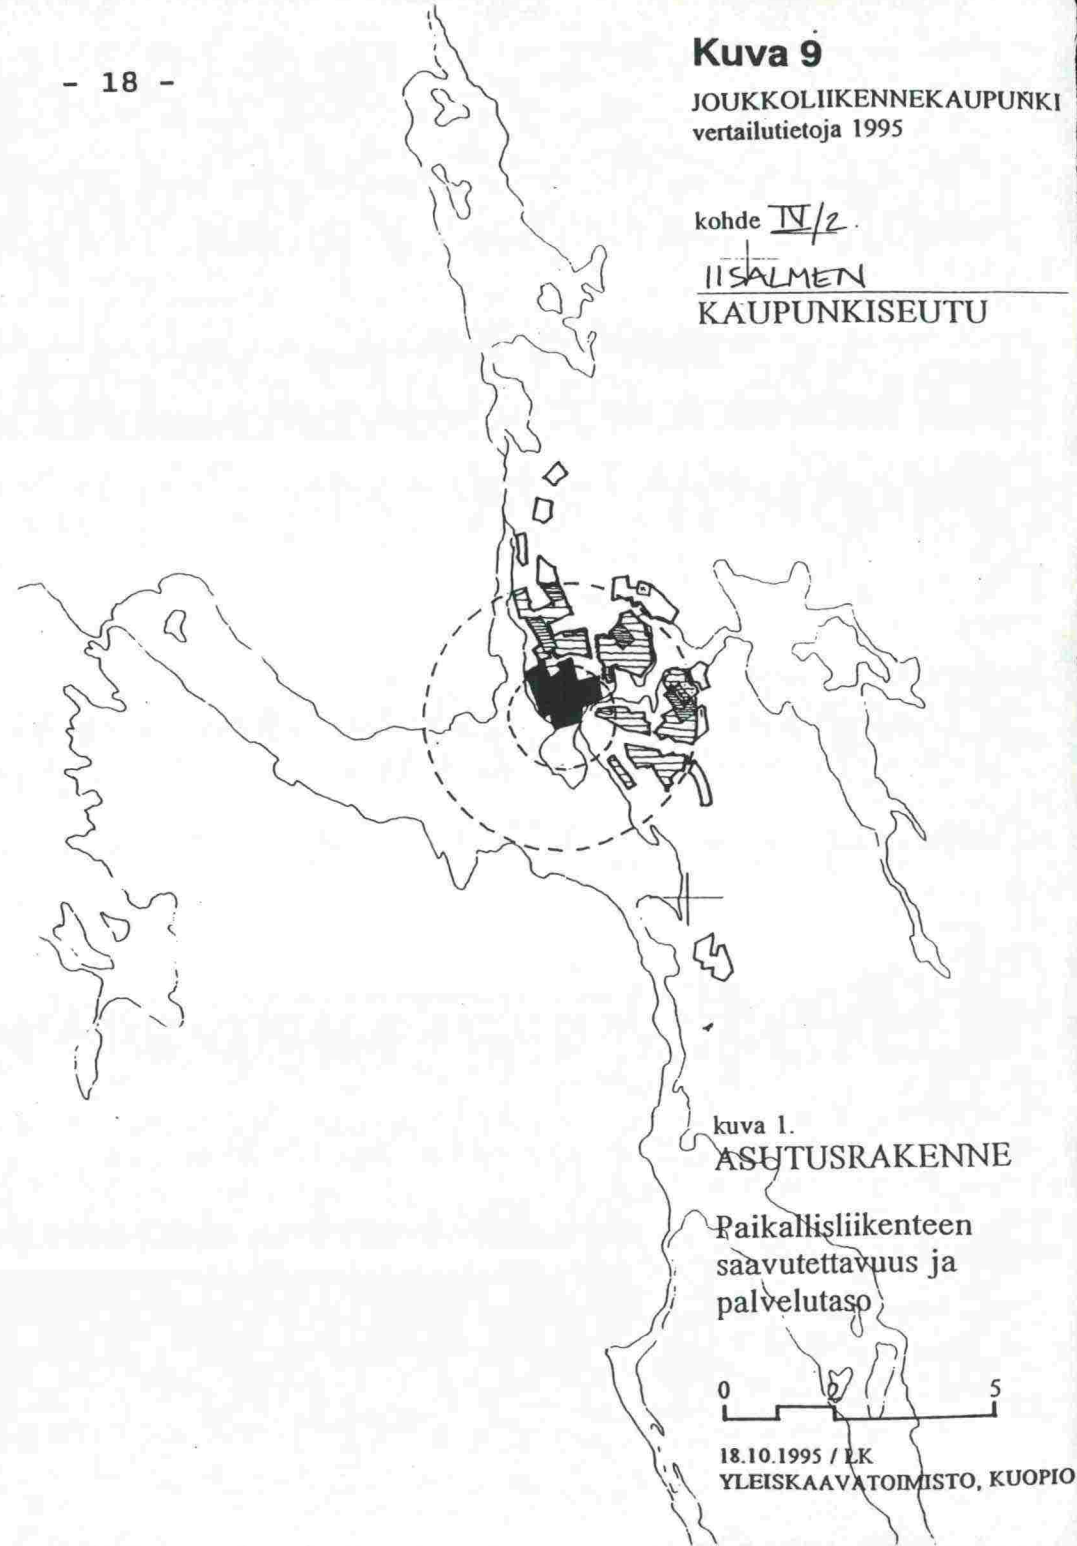 - 18 -
Kuva 9
JOUKKOLIIKENNEKAUPUNKI
vertailutietoja 1995
kohde IV/2.
IISALMEN
KAUPUNKISEUTU
kuva 1.
ASUTUSRAKENNE
Paikallisliikenteen
saavutettavuus ja
palvelutaso
0 2 5
18.10.1995 / LK
YLEISKAAVATOIMISTO, KUOPIO